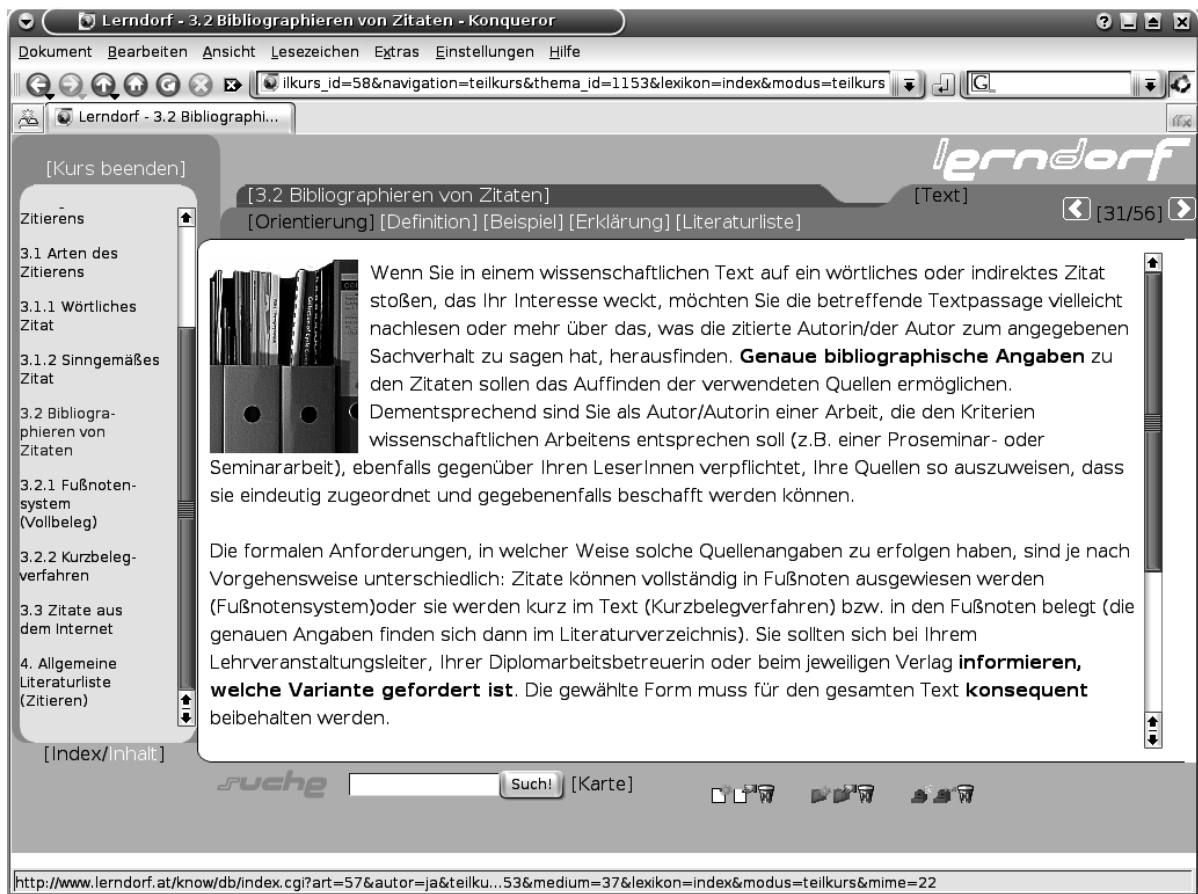 Lerndorf - 3.2 Bibliographieren von Zitaten - Konqueror
Dokument Bearbeiten Ansicht Lesezeichen Extras Einstellungen Hilfe
ilkurs_id=58&navigation=teilkurs&thema_id=1153&lexikon=index&modus=teilkurs
G
Lerndorf - 3.2 Bibliographi...
[Kurs beenden]
lerndorf
[3.2 Bibliographieren von Zitaten]
[Text]
[31/56]
[Orientierung] [Definition] [Beispiel] [Erklärung] [Literaturliste]
Zitierens
3.1 Arten des
Zitierens
3.1.1 Wörtliches
Zitat
3.1.2 Sinngemäßes
Zitat
3.2 Bibliogra-
phieren von
Zitaten
3.2.1 Fußnoten-
system
(Vollbeleg)
3.2.2 Kurzbeleg-
verfahren
3.3 Zitate aus
dem Internet
4. Allgemeine
Literaturliste
(Zitieren)
[Index/Inhalt]
Wenn Sie in einem wissenschaftlichen Text auf ein wörtliches oder indirektes Zitat
stoßen, das Ihr Interesse weckt, möchten Sie die betreffende Textpassage vielleicht
nachlesen oder mehr über das, was die zitierte Autorin/der Autor zum angegebenen
Sachverhalt zu sagen hat, herausfinden. Genaue bibliographische Angaben zu
den Zitaten sollen das Auffinden der verwendeten Quellen ermöglichen.
Dementsprechend sind Sie als Autor/Autorin einer Arbeit, die den Kriterien
wissenschaftlichen Arbeitens entsprechen soll (z.B. einer Proseminar- oder
Seminararbeit), ebenfalls gegenüber Ihren LeserInnen verpflichtet, Ihre Quellen so auszuweisen, dass
sie eindeutig zugeordnet und gegebenenfalls beschafft werden können.
Die formalen Anforderungen, in welcher Weise solche Quellenangaben zu erfolgen haben, sind je nach
Vorgehensweise unterschiedlich: Zitate können vollständig in Fußnoten ausgewiesen werden
(Fußnotensystem)oder sie werden kurz im Text (Kurzbelegverfahren) bzw. in den Fußnoten belegt (die
genauen Angaben finden sich dann im Literaturverzeichnis). Sie sollten sich bei Ihrem
Lehrveranstaltungsleiter, Ihrer Diplomarbeitsbetreuerin oder beim jeweiligen Verlag informieren,
welche Variante gefordert ist. Die gewählte Form muss für den gesamten Text konsequent
beibehalten werden.
suche
Such! [Karte]
http://www.lerndorf.at/know/db/index.cgi?art=57&autor=ja&teilku...53&medium=37&lexikon=index&modus=teilkurs&mime=22